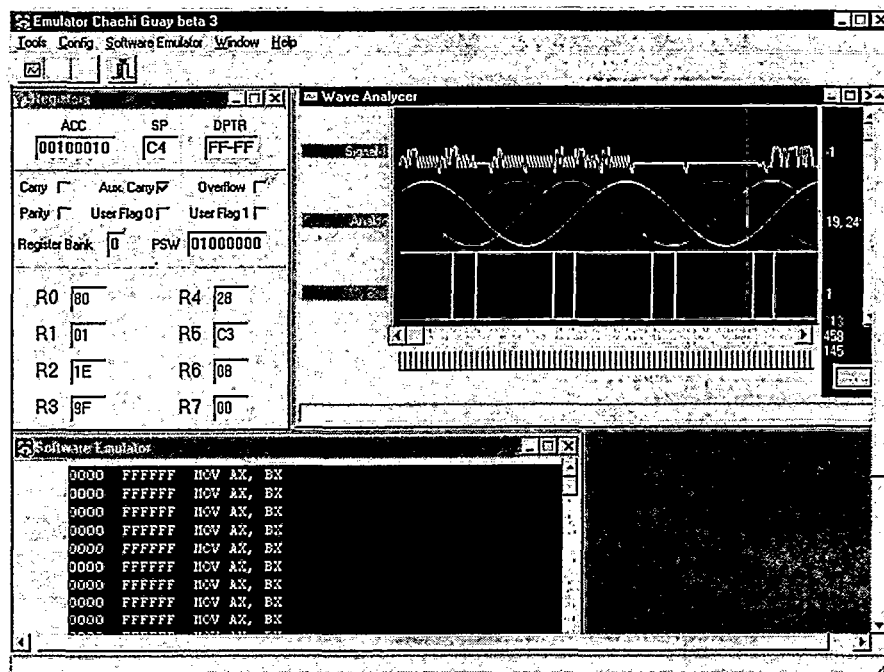 Emulator Chachi Guay beta 3
Tools Config Software Emulator Window Help
Registers
ACC SP DPTR
00100010 C4 FF-FF
Carry Aux. Carry Overflow
Parity User Flag 0 User Flag 1
Register Bank 0 PSW 01000000
R0 80 R4 28
R1 01 R5 C3
R2 1E R6 08
R3 9F R7 00
Wave Analycer
-1
19, 24
1
13
458
145
Software Emulator
0000 FFFFFF MOV AX, BX
0000 FFFFFF MOV AX, BX
0000 FFFFFF MOV AX, BX
0000 FFFFFF MOV AX, BX
0000 FFFFFF MOV AX, BX
0000 FFFFFF MOV AX, BX
0000 FFFFFF MOV AX, BX
0000 FFFFFF MOV AX, BX